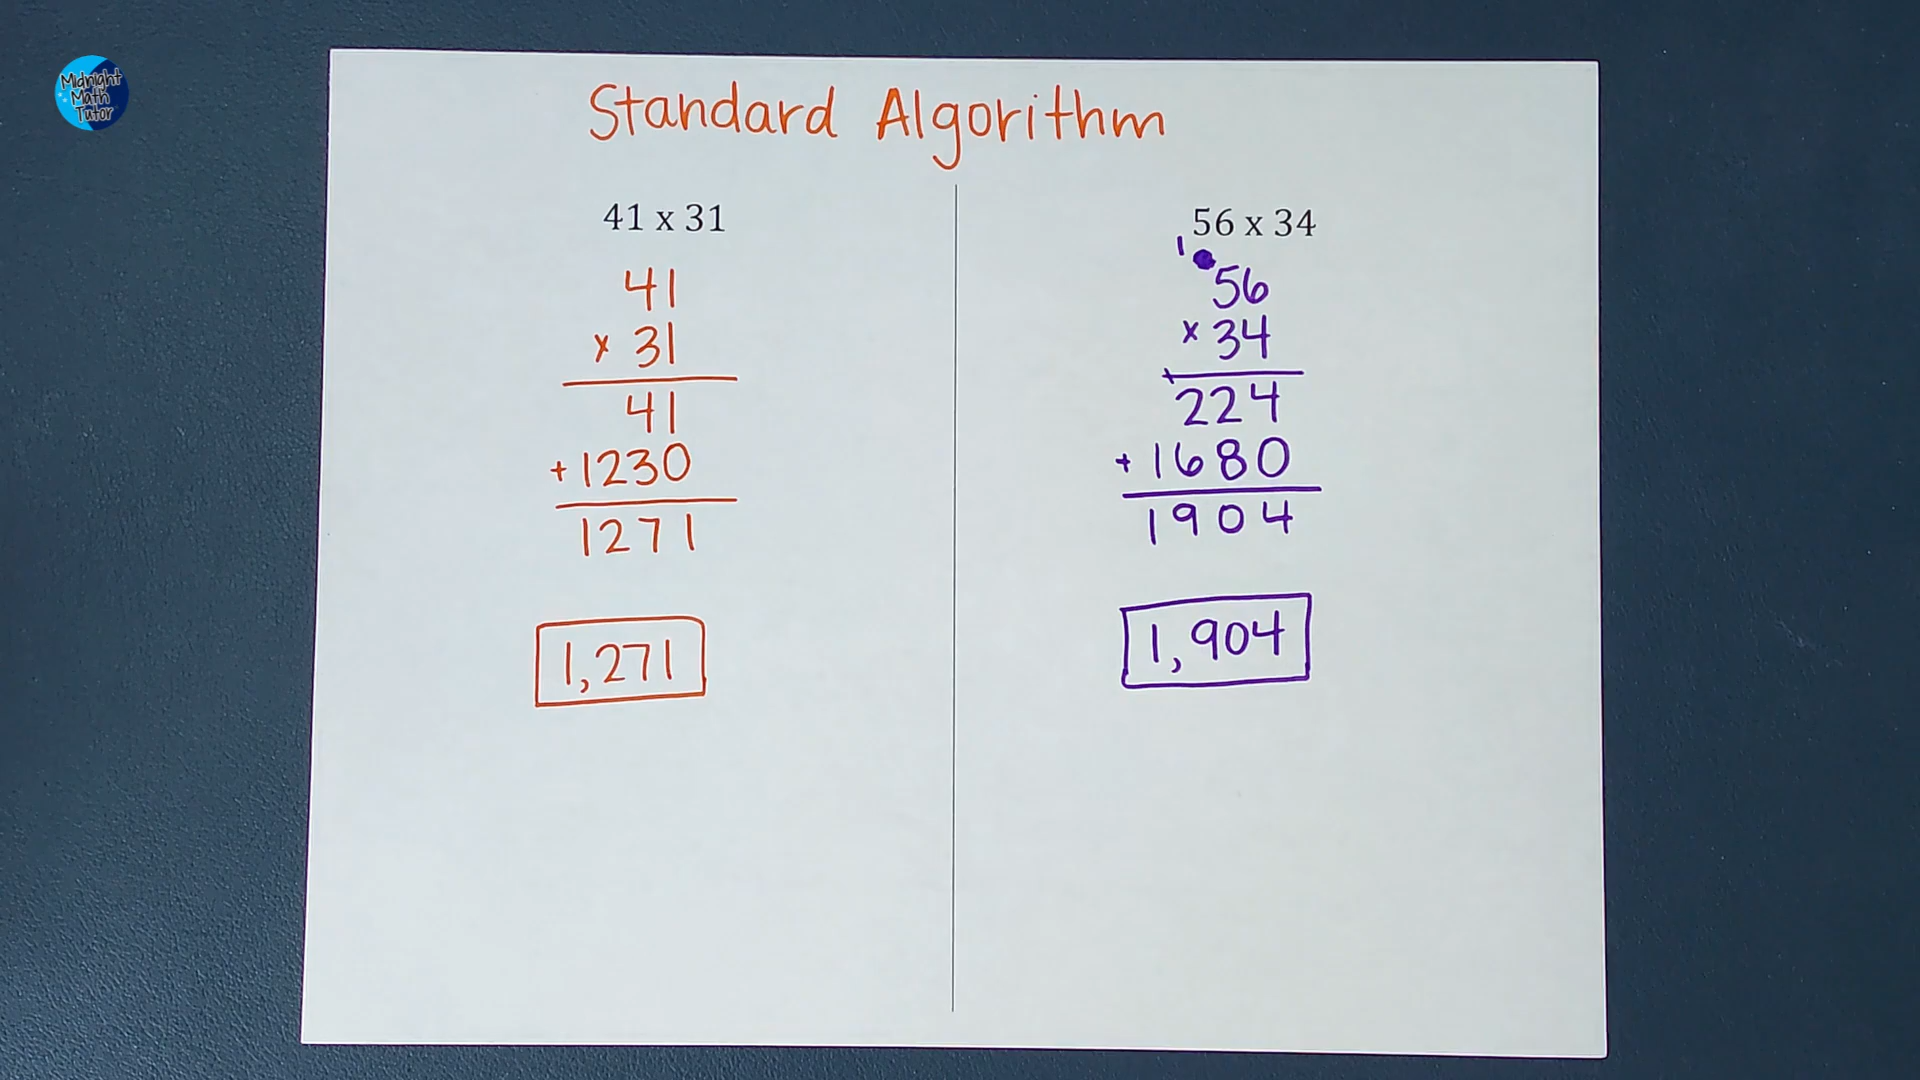 Midnight
Math
Tutor
Standard Algorithm
41 x 31
41
x 31
41
+1230
1271
1,271
56 x 34
1
56
x 34
+
224
+1680
1904
1,904